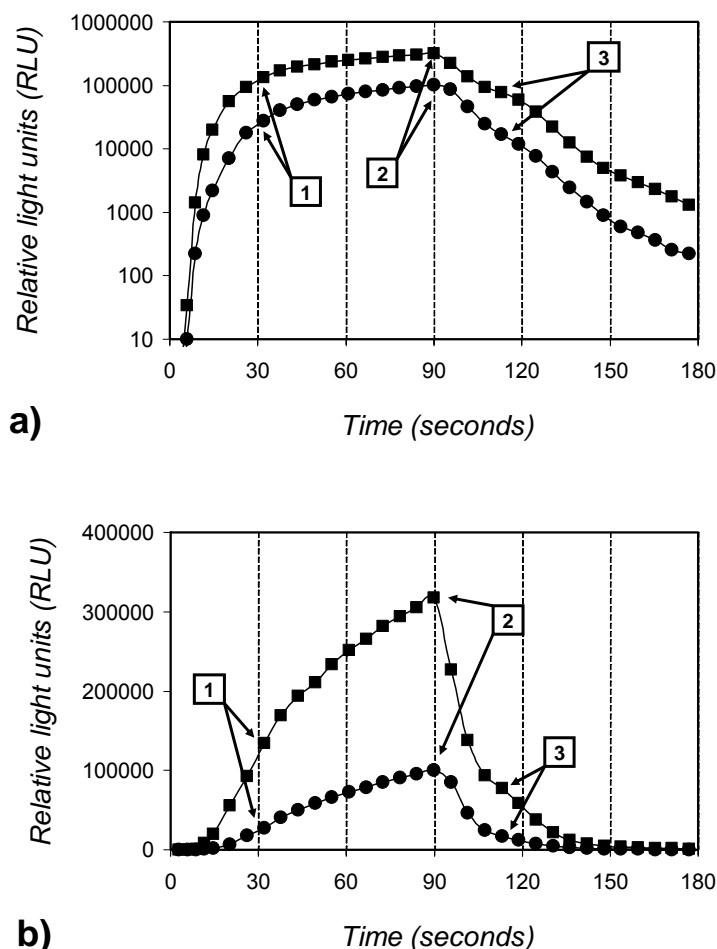 Relative light units (RLU)
1000000
100000
10000
1000
100
10
1
2
3
0 30 60 90 120 150 180
Time (seconds)
a)
Relative light units (RLU)
400000
300000
200000
100000
0
1
2
3
0 30 60 90 120 150 180
Time (seconds)
b)